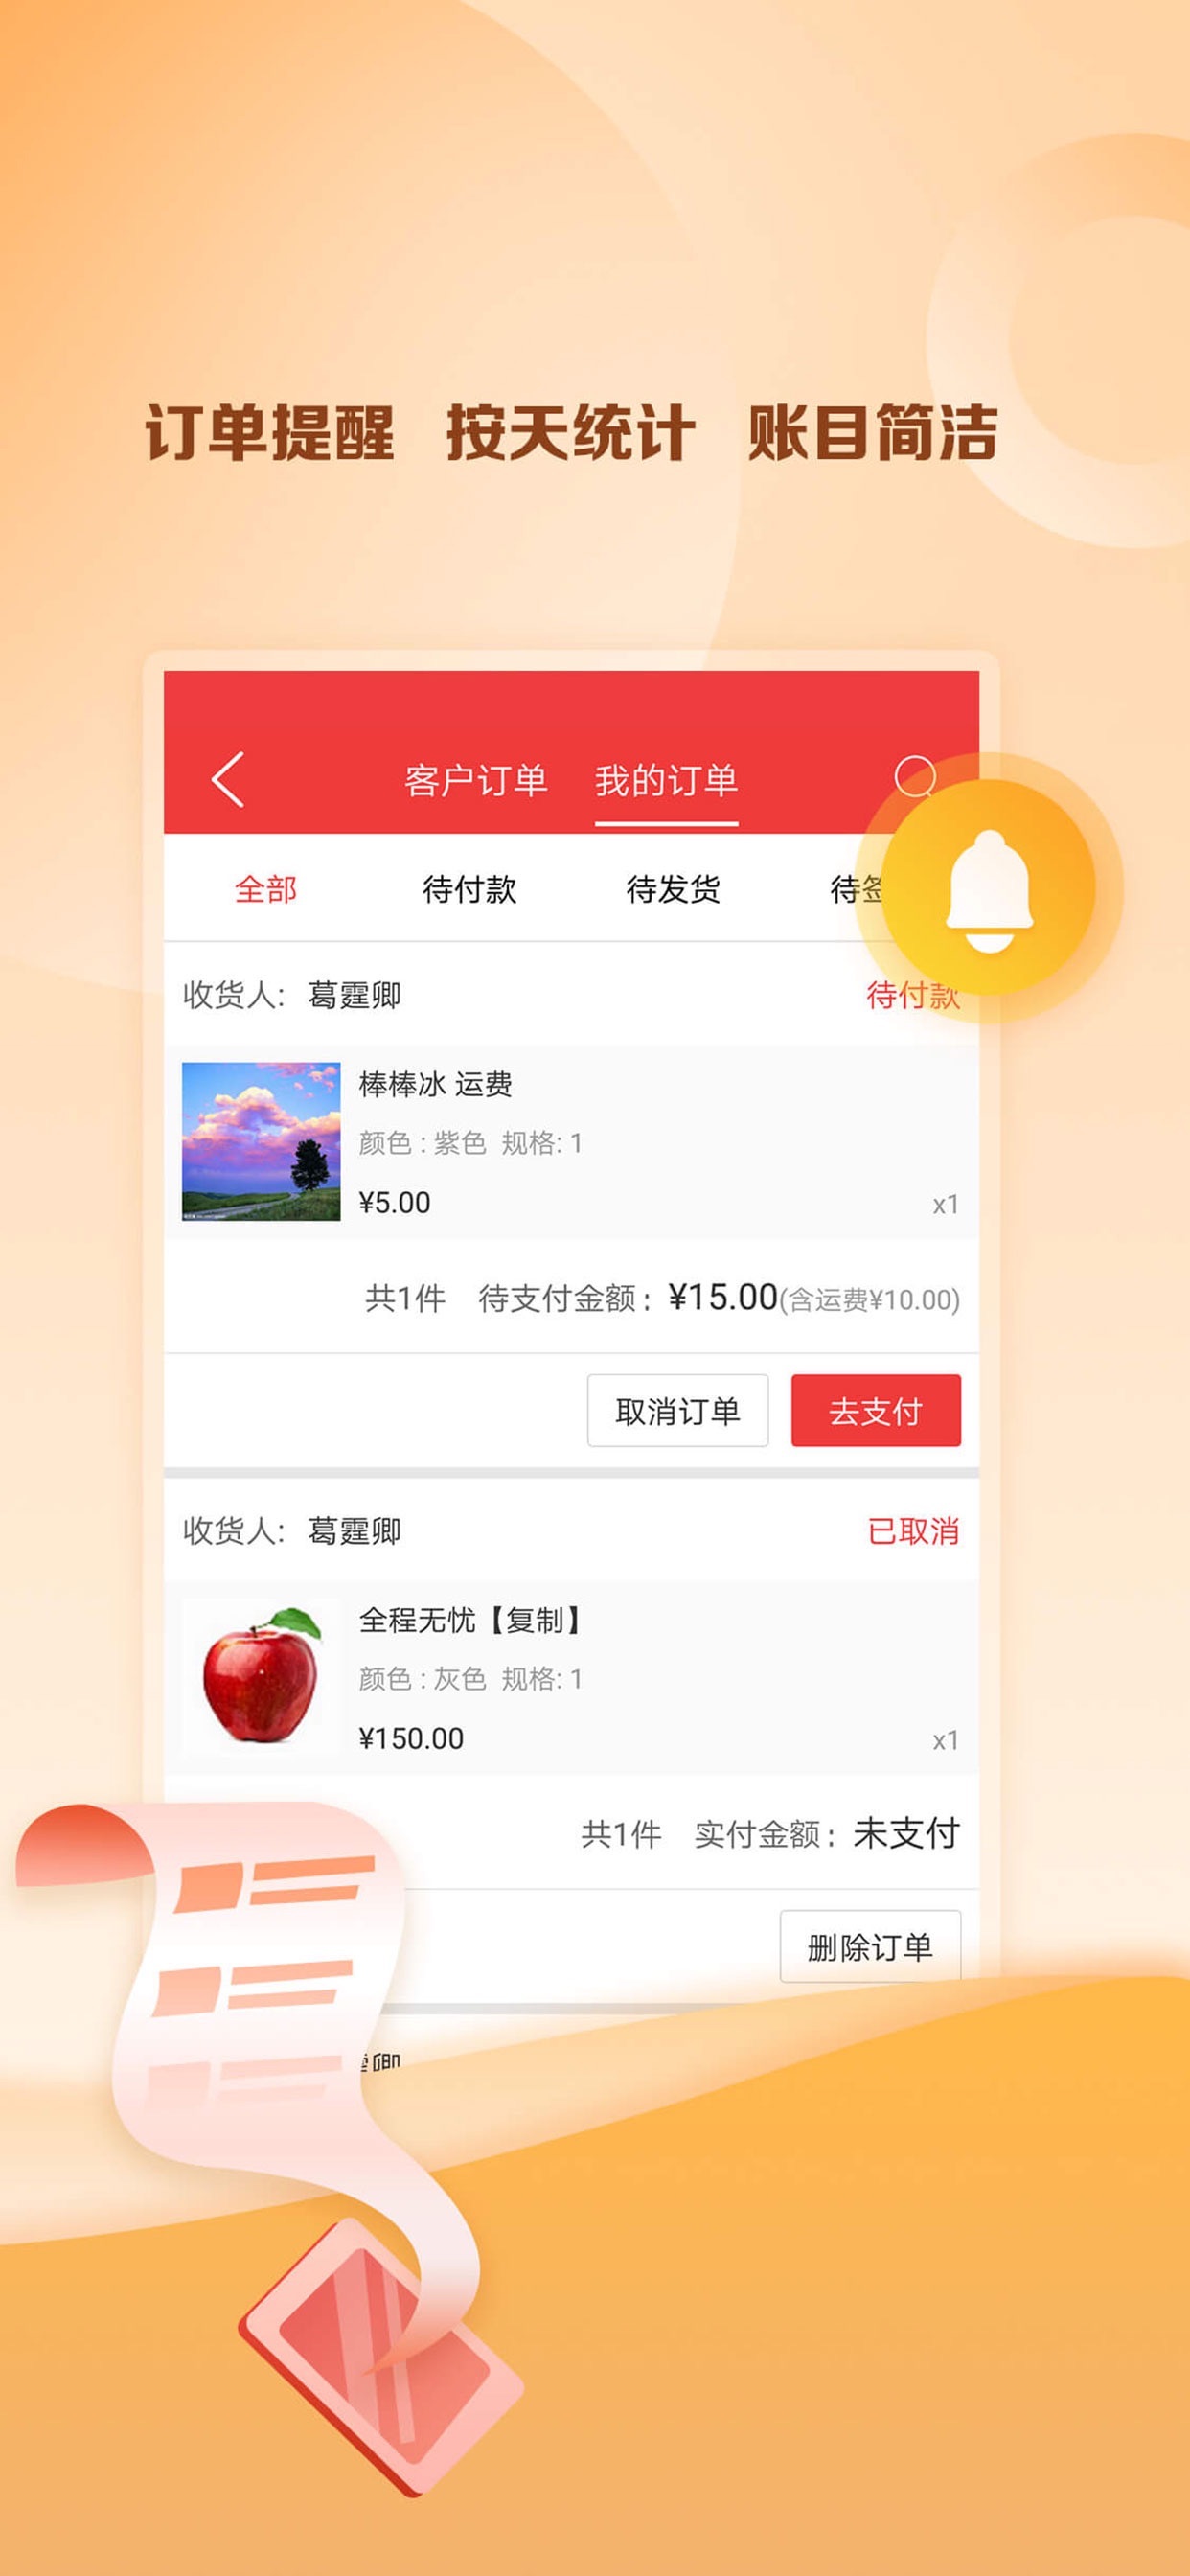 订单提醒 按天统计 账目简洁
客户订单 我的订单
全部 待付款 待发货 待签
收货人: 葛霆卿 待付款
棒棒冰 运费
颜色 : 紫色 规格: 1
¥5.00 x1
共1件 待支付金额 : ¥15.00(含运费¥10.00)
取消订单 去支付
收货人: 葛霆卿 已取消
全程无忧【复制】
颜色 : 灰色 规格: 1
¥150.00 x1
共1件 实付金额 : 未支付
删除订单
卿